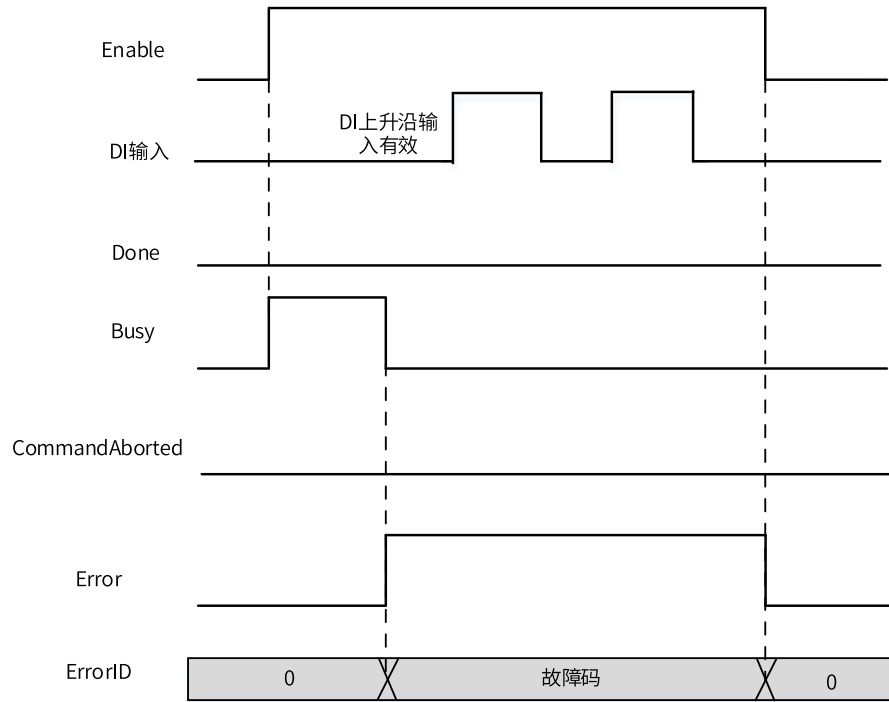 Enable
DI上升沿输
入有效
DI输入
Done
Busy
CommandAborted
Error
ErrorID
0
故障码
0